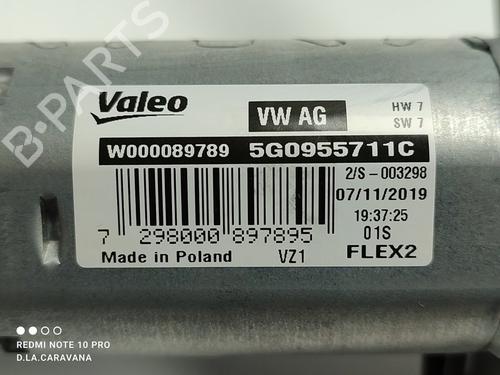 B-PARTS
Valeo
VW AG
HW 7
SW 7
W000089789 5G0955711C
2/S-003298
07/11/2019
19:37:25
7 298000 897895
01S
Made in Poland VZ1 FLEX2
REDMI NOTE 10 PRO
D.LA.CARAVANA